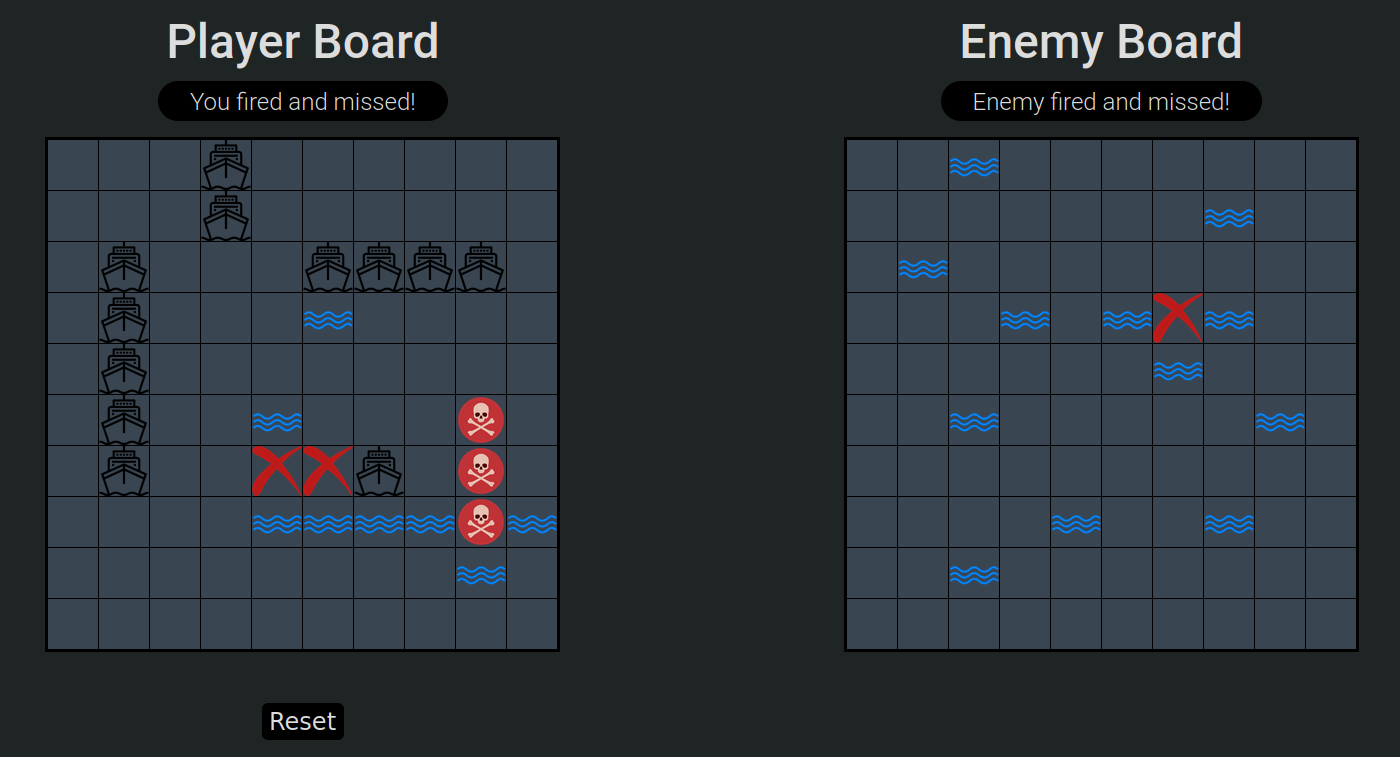 Player Board
You fired and missed!
Enemy Board
Enemy fired and missed!
Reset